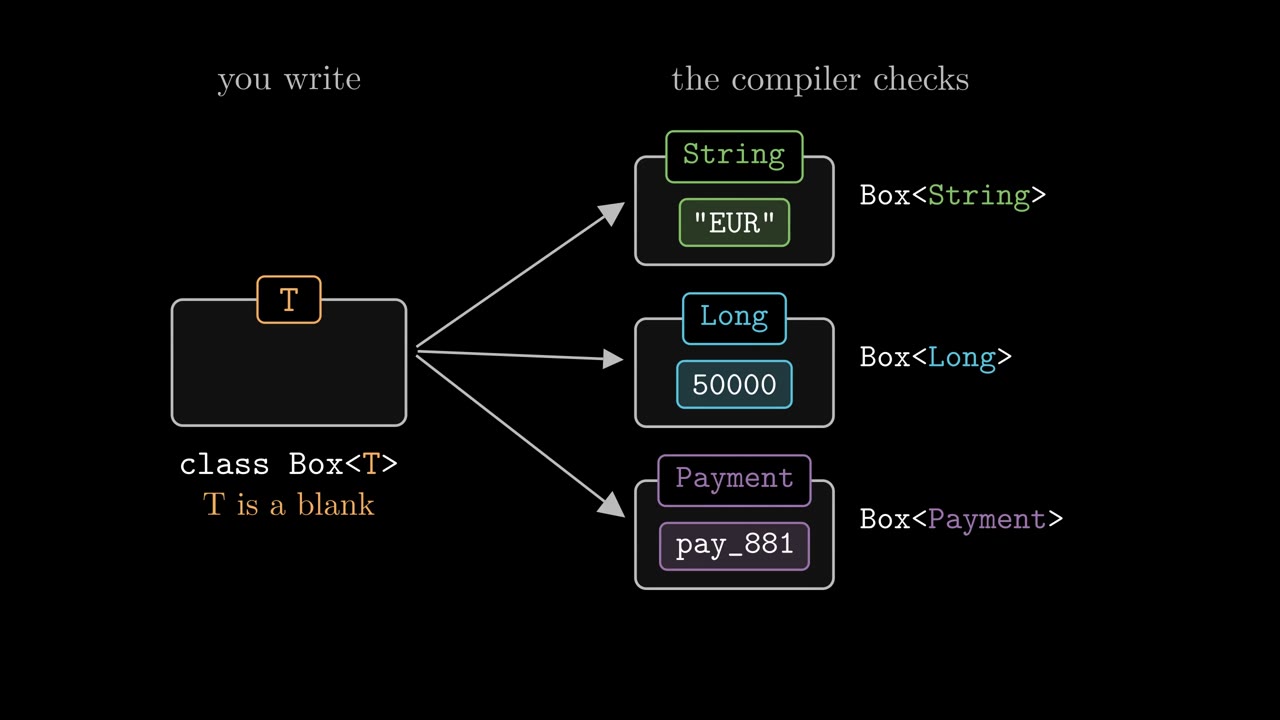 you write
the compiler checks
String
"EUR"
Box<String>
T
class Box<T>
T is a blank
Long
50000
Box<Long>
Payment
pay_881
Box<Payment>